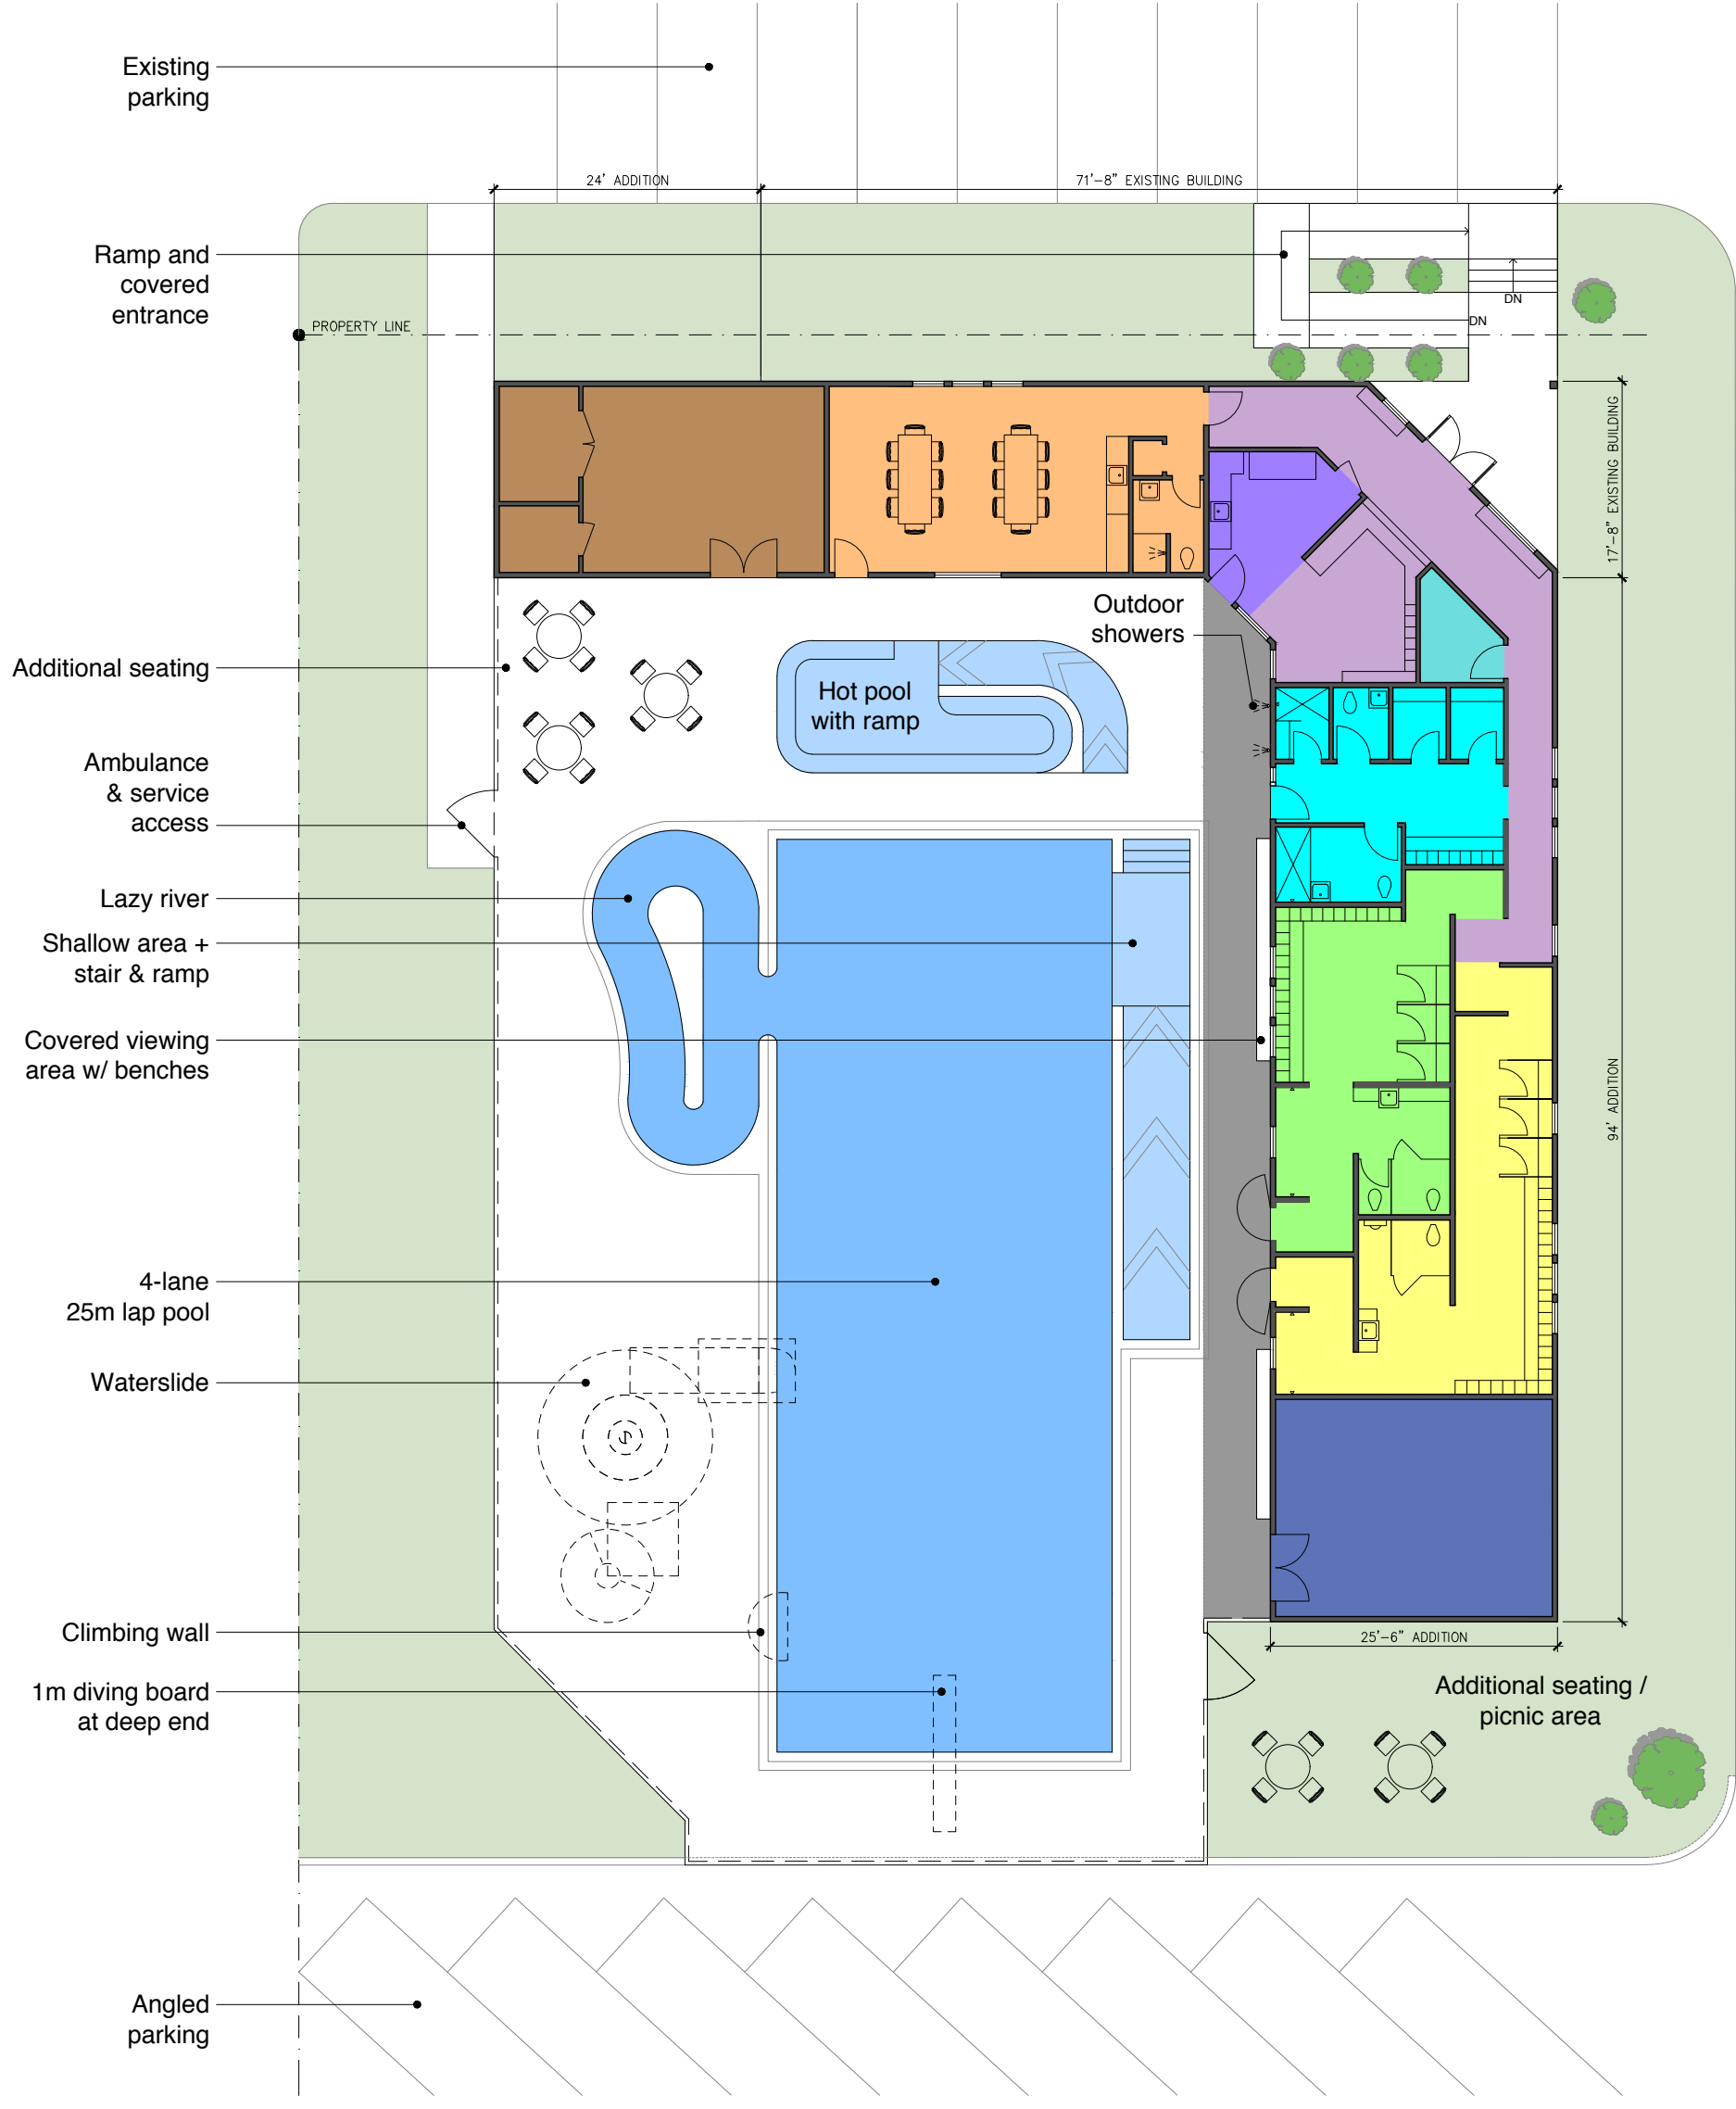 Existing
parking
24' ADDITION
71'-8" EXISTING BUILDING
Ramp and
covered
entrance
DN
DN
PROPERTY LINE
17'-8" EXISTING BUILDING
Outdoor
showers
Additional seating
Hot pool
with ramp
Ambulance
& service
access
Lazy river
Shallow area +
stair & ramp
Covered viewing
area w/ benches
94' ADDITION
4-lane
25m lap pool
Waterslide
Climbing wall
25'-6" ADDITION
1m diving board
at deep end
Additional seating /
picnic area
Angled
parking